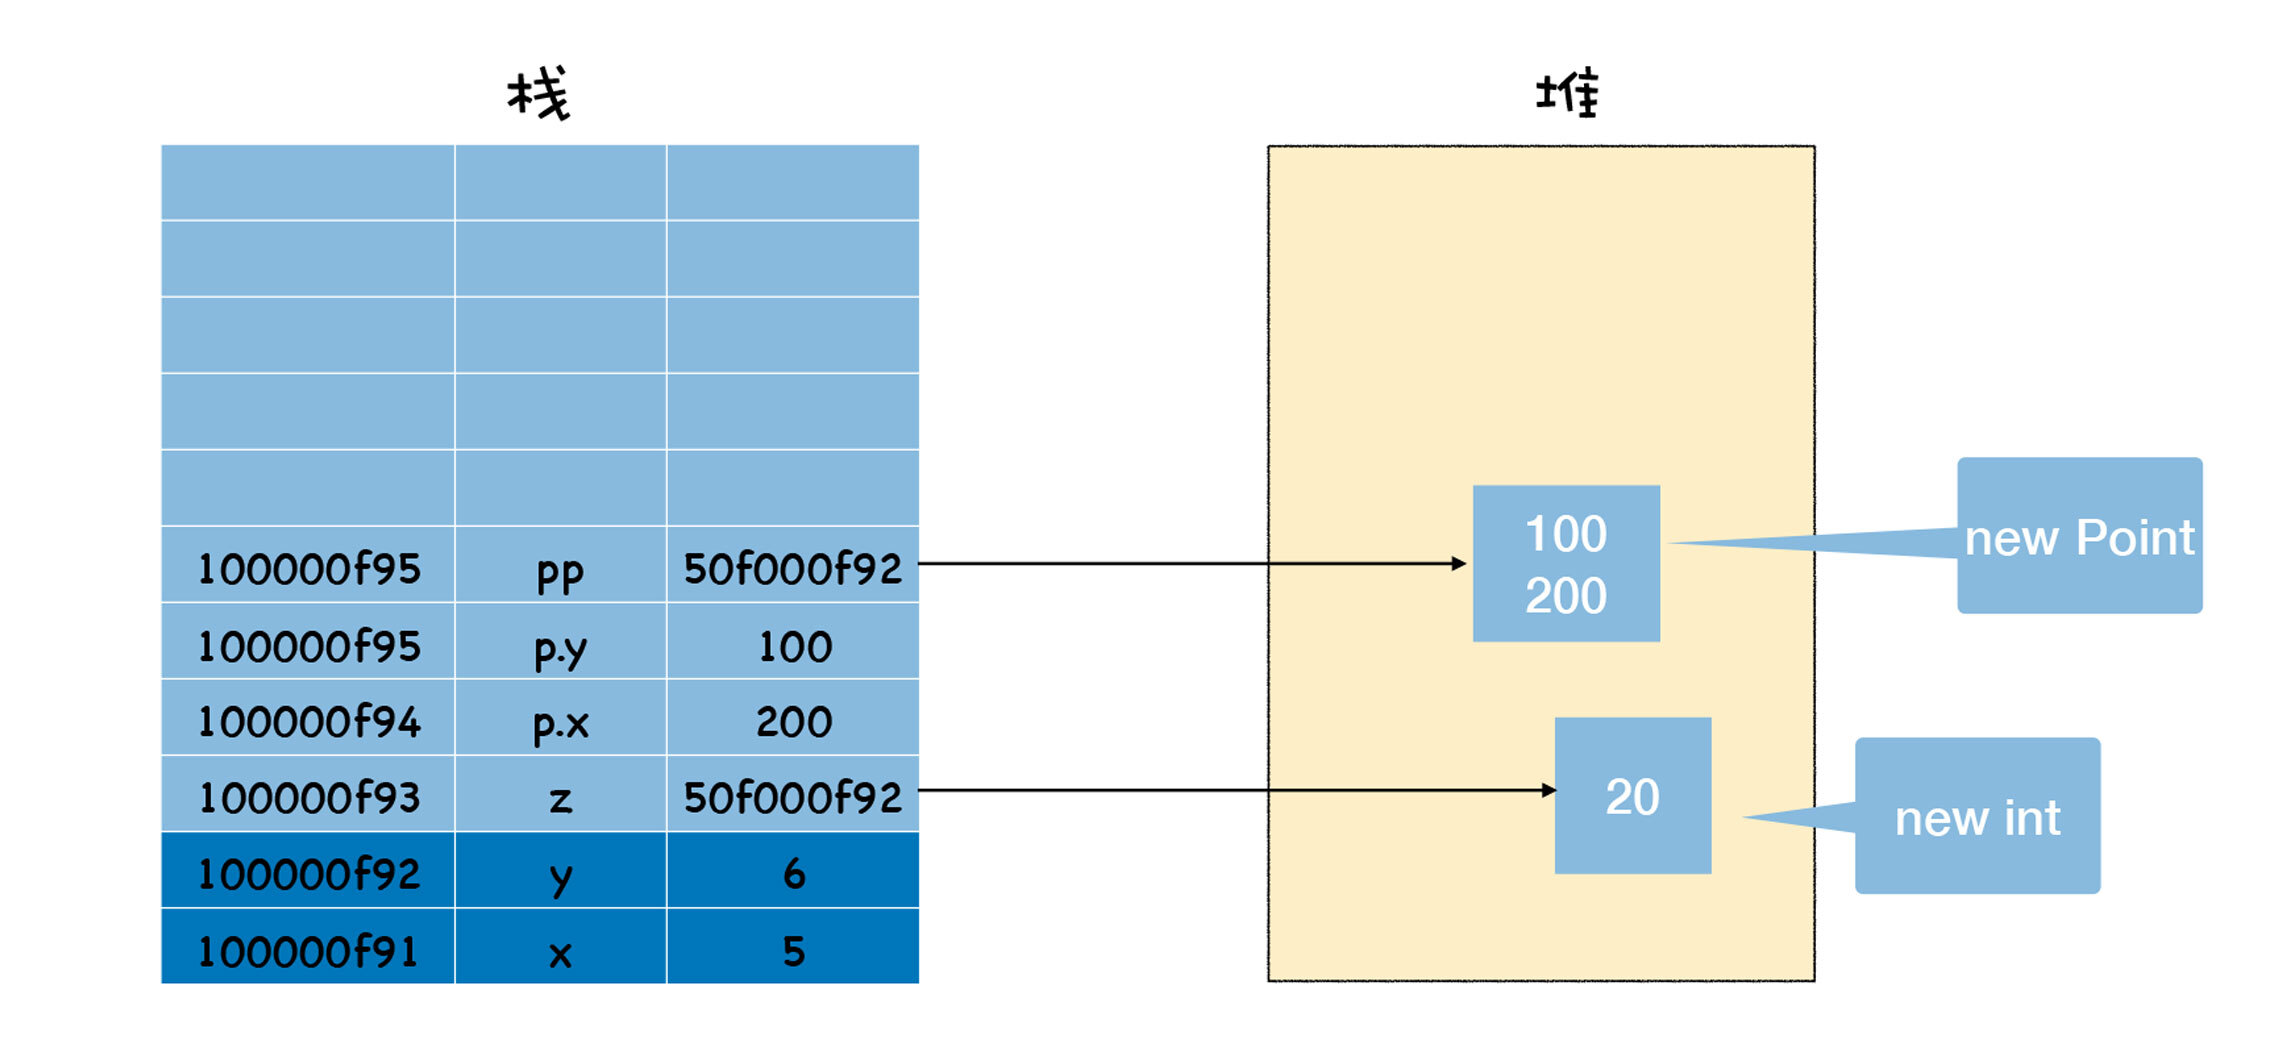 栈
堆
100000f95 pp 50f000f92
100000f95 p.y 100
100000f94 p.x 200
100000f93 z 50f000f92
100000f92 y 6
100000f91 x 5
100
200
new Point
20
new int